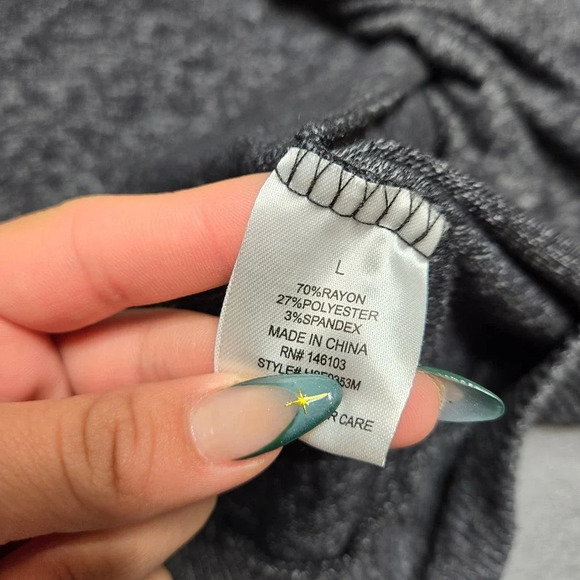 L
70%RAYON
27%POLYESTER
3%SPANDEX
MADE IN CHINA
RN# 146103
STYLE#
CARE